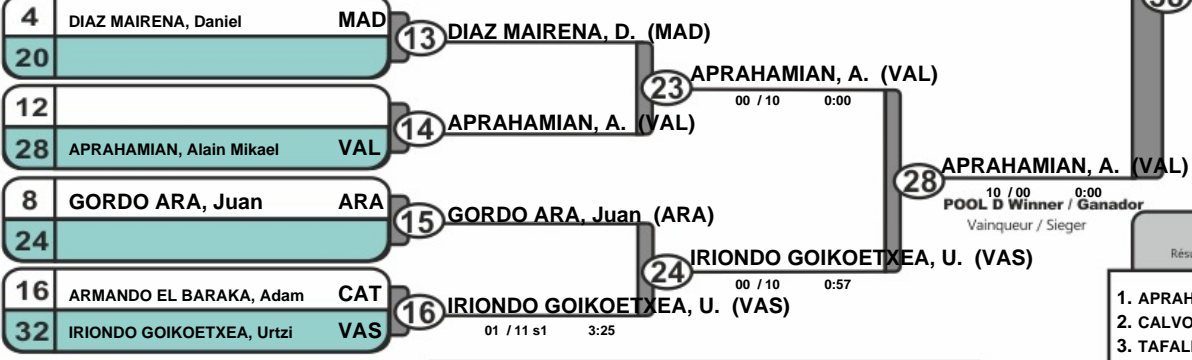 4 DIAZ MAIRENA, Daniel MAD
20
13 DIAZ MAIRENA, D. (MAD)
12
28 APRAHAMIAN, Alain Mikael VAL
14 APRAHAMIAN, A. (VAL)
23 APRAHAMIAN, A. (VAL)
00 / 10 0:00
8 GORDO ARA, Juan ARA
24
15 GORDO ARA, Juan (ARA)
16 ARMANDO EL BARAKA, Adam CAT
32 IRIONDO GOIKOETXEA, Urtzi VAS
16 IRIONDO GOIKOETXEA, U. (VAS)
01 / 11 s1 3:25
24 IRIONDO GOIKOETXEA, U. (VAS)
00 / 10 0:57
28 APRAHAMIAN, A. (VAL)
10 / 00 0:00
POOL D Winner / Ganador
Vainqueur / Sieger
1. APRAH
2. CALVO
3.